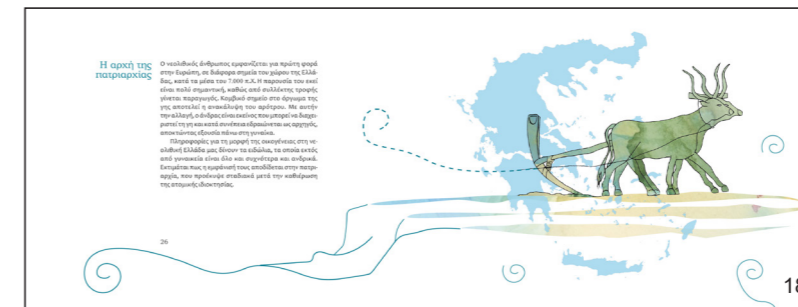 Η αρχή της
πατριαρχίας
Ο νεολιθικός άνθρωπος εμφανίζεται για πρώτη φορά
στην Ευρώπη, σε διάφορα σημεία του χώρου της Ελλά-
δας, κατά τα μέσα του 7.000 π.Χ. Η παρουσία του εκεί
είναι πολύ σημαντική, καθώς από συλλέκτης τροφής
γίνεται παραγωγός. Κομβικό σημείο στο όργωμα της
γης αποτελεί η ανακάλυψη του αρότρου. Με αυτήν
την αλλαγή, ο άνδρας είναι εκείνος που μπορεί να διαχει-
ριστεί τη γη και κατά συνέπεια εδραιώνεται ως αρχηγός,
αποκτώντας εξουσία πάνω στη γυναίκα.
Πληροφορίες για τη μορφή της οικογένειας στη νε-
ολιθική Ελλάδα μας δίνουν τα ειδώλια, τα οποία εκτός
από γυναικεία είναι όλο και συχνότερα και ανδρικά.
Εκτιμάται πως η εμφάνισή τους αποδίδεται στην πατρι-
αρχία, που προέκυψε σταδιακά μετά την καθιέρωση
της ατομικής ιδιοκτησίας.
26
18